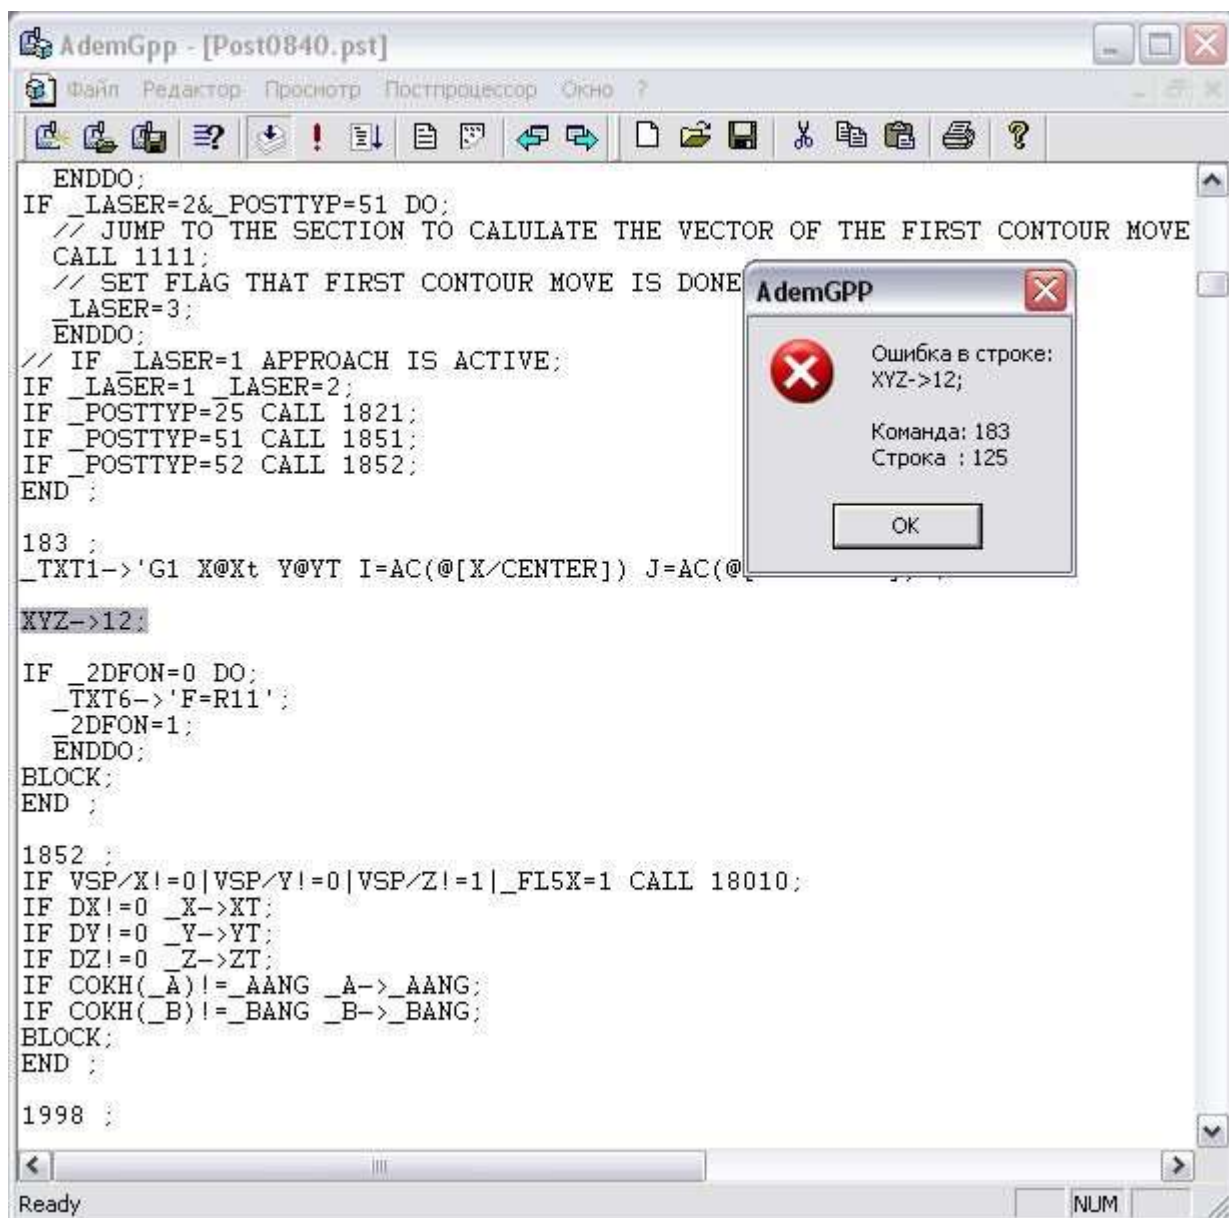 AdemGpp - [Post0840.pst]
Файл Редактор Просмотр Постпроцессор Окно ?
ENDDO;
IF _LASER=2&_POSTTYP=51 DO;
// JUMP TO THE SECTION TO CALULATE THE VECTOR OF THE FIRST CONTOUR MOVE
CALL 1111;
// SET FLAG THAT FIRST CONTOUR MOVE IS DONE
_LASER=3;
ENDDO;
// IF _LASER=1 APPROACH IS ACTIVE;
IF _LASER=1 _LASER=2;
IF _POSTTYP=25 CALL 1821;
IF _POSTTYP=51 CALL 1851;
IF _POSTTYP=52 CALL 1852;
END ;
183 ;
_TXT1->'G1 X@Xt Y@YT I=AC(@[X/CENTER]) J=AC(@[
XYZ->12;
IF _2DFON=0 DO;
_TXT6->'F=R11';
_2DFON=1;
ENDDO;
BLOCK;
END ;
1852 ;
IF VSP/X!=0|VSP/Y!=0|VSP/Z!=1|_FL5X=1 CALL 18010;
IF DX!=0 _X->XT;
IF DY!=0 _Y->YT;
IF DZ!=0 _Z->ZT;
IF COKH(_A)!=_AANG _A->_AANG;
IF COKH(_B)!=_BANG _B->_BANG;
BLOCK;
END ;
1998 ;
AdemGPP
Ошибка в строке:
XYZ->12;
Команда: 183
Строка : 125
OK
Ready
NUM